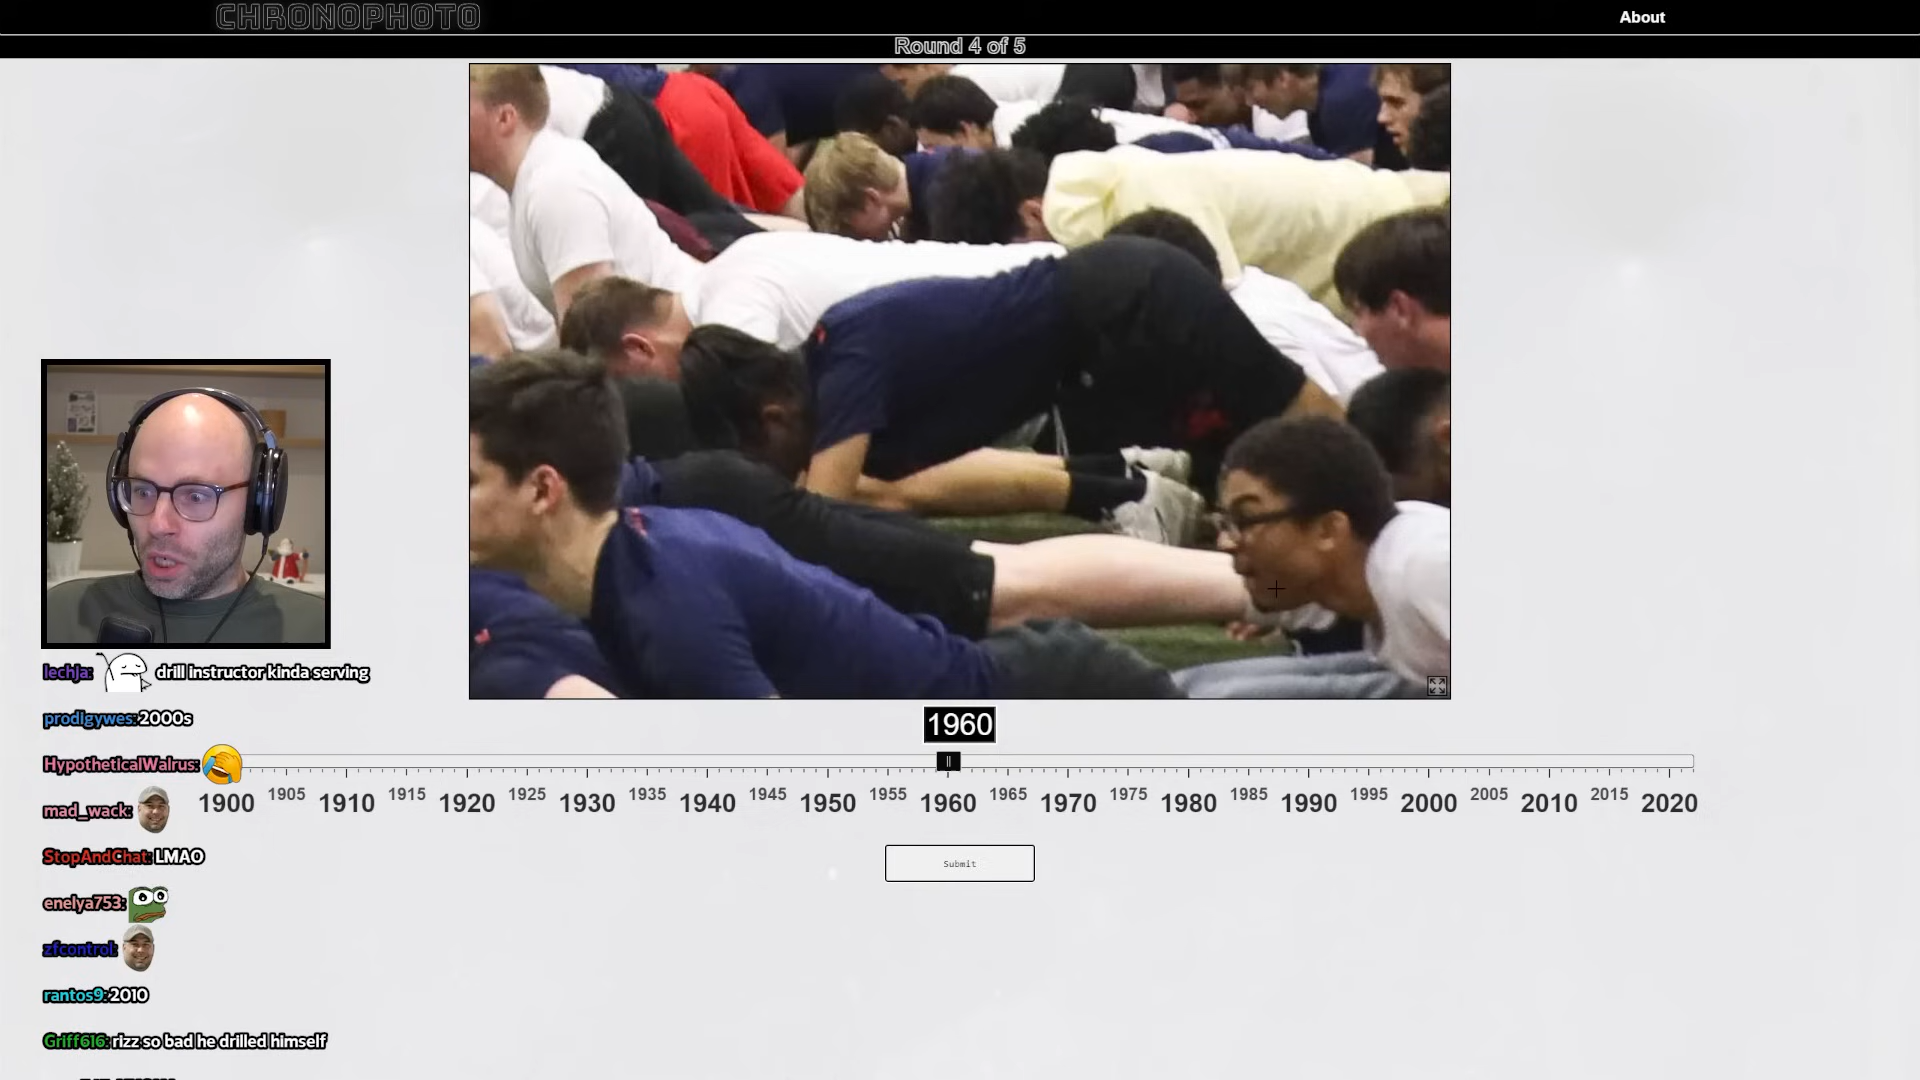 CHRONOPHOTO
About
Round 4 of 5
lechja: drill instructor kinda serving
prodigywes: 2000s
HypotheticalWalrus:
mad_wack:
StopAndChat: LMAO
enelya753:
zfcontrol:
rantos9: 2010
Griff616: rizz so bad he drilled himself
1960
1900 1905 1910 1915 1920 1925 1930 1935 1940 1945 1950 1955 1960 1965 1970 1975 1980 1985 1990 1995 2000 2005 2010 2015 2020
Submit